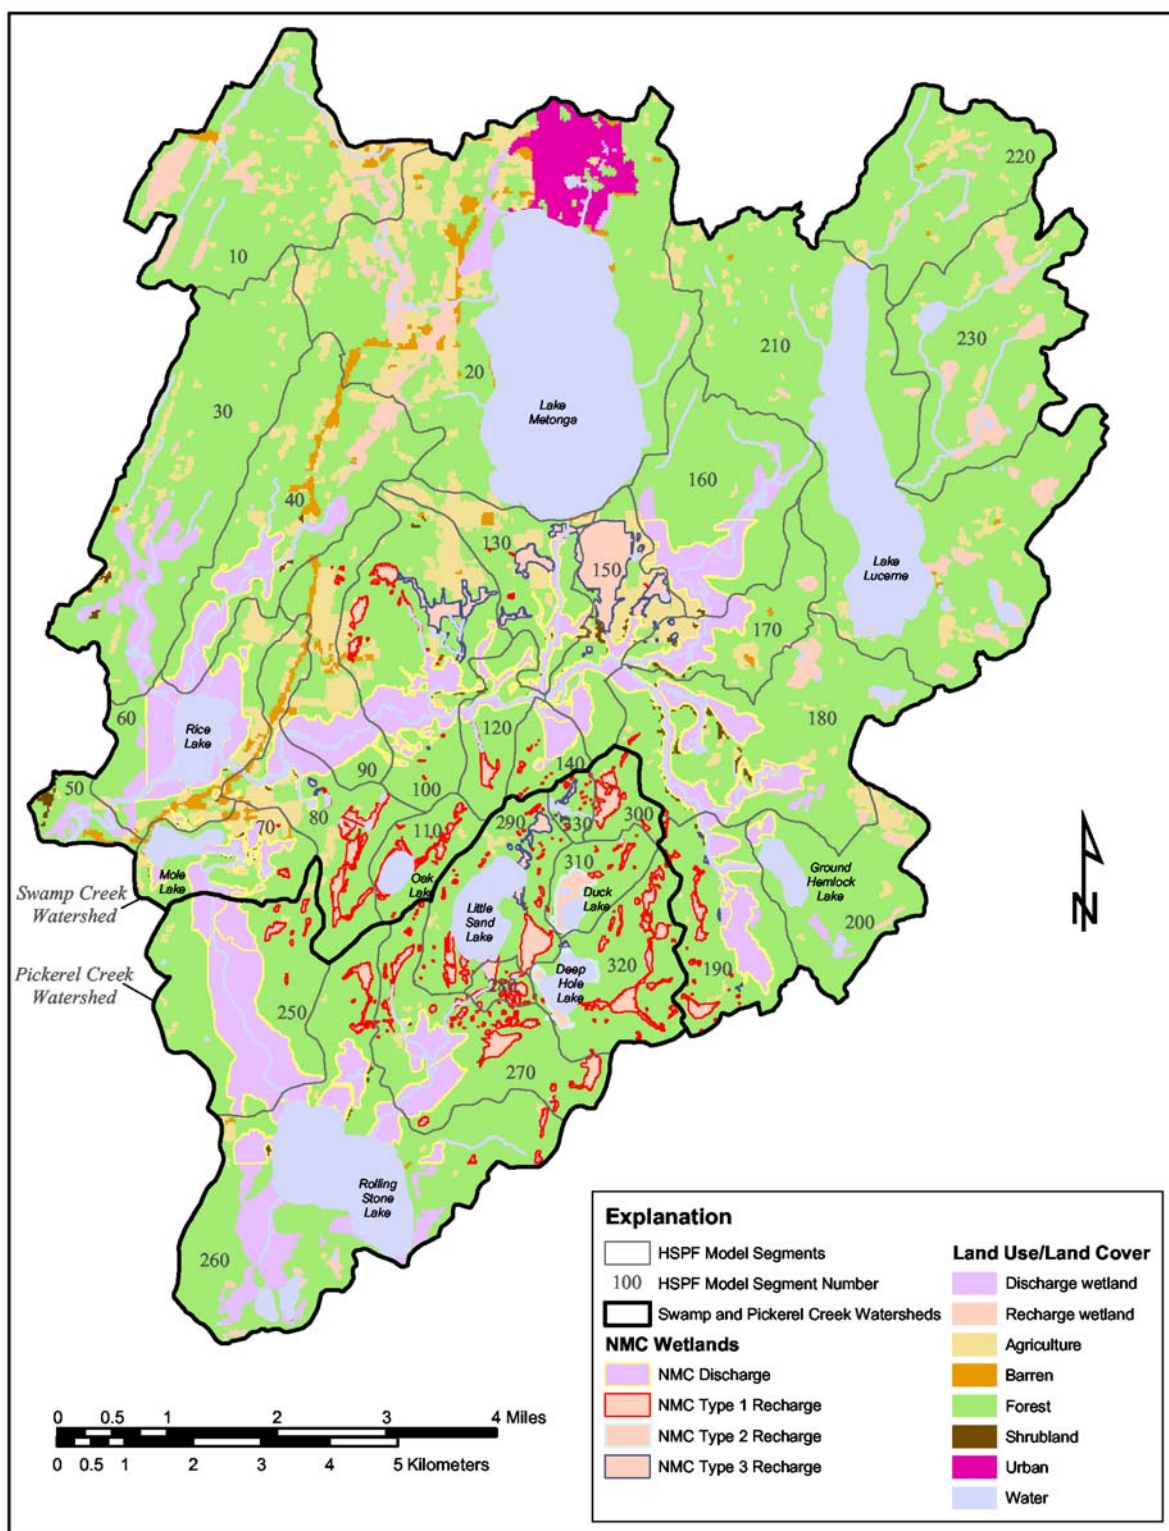 220
10
230
210
20
Lake
Metonga
30
160
40
130
150
Lake
Lucerne
170
60
Rice
Lake
120
180
90
140
50
100
70
80
290
330
300
110
310
Mole
Lake
Oak
Lake
Duck
Lake
Ground
Hemlock
Lake
Swamp Creek
Watershed
Little
Sand
Lake
200
N
Pickerel Creek
Watershed
Deep
Hole
Lake
320
190
280
250
270
Rolling
Stone
Lake
260
Explanation
HSPF Model Segments
100 HSPF Model Segment Number
Swamp and Pickerel Creek Watersheds
NMC Wetlands
NMC Discharge
NMC Type 1 Recharge
NMC Type 2 Recharge
NMC Type 3 Recharge
Land Use/Land Cover
Discharge wetland
Recharge wetland
Agriculture
Barren
Forest
Shrubland
Urban
Water
0 0.5 1 2 3 4 Miles
0 0.5 1 2 3 4 5 Kilometers